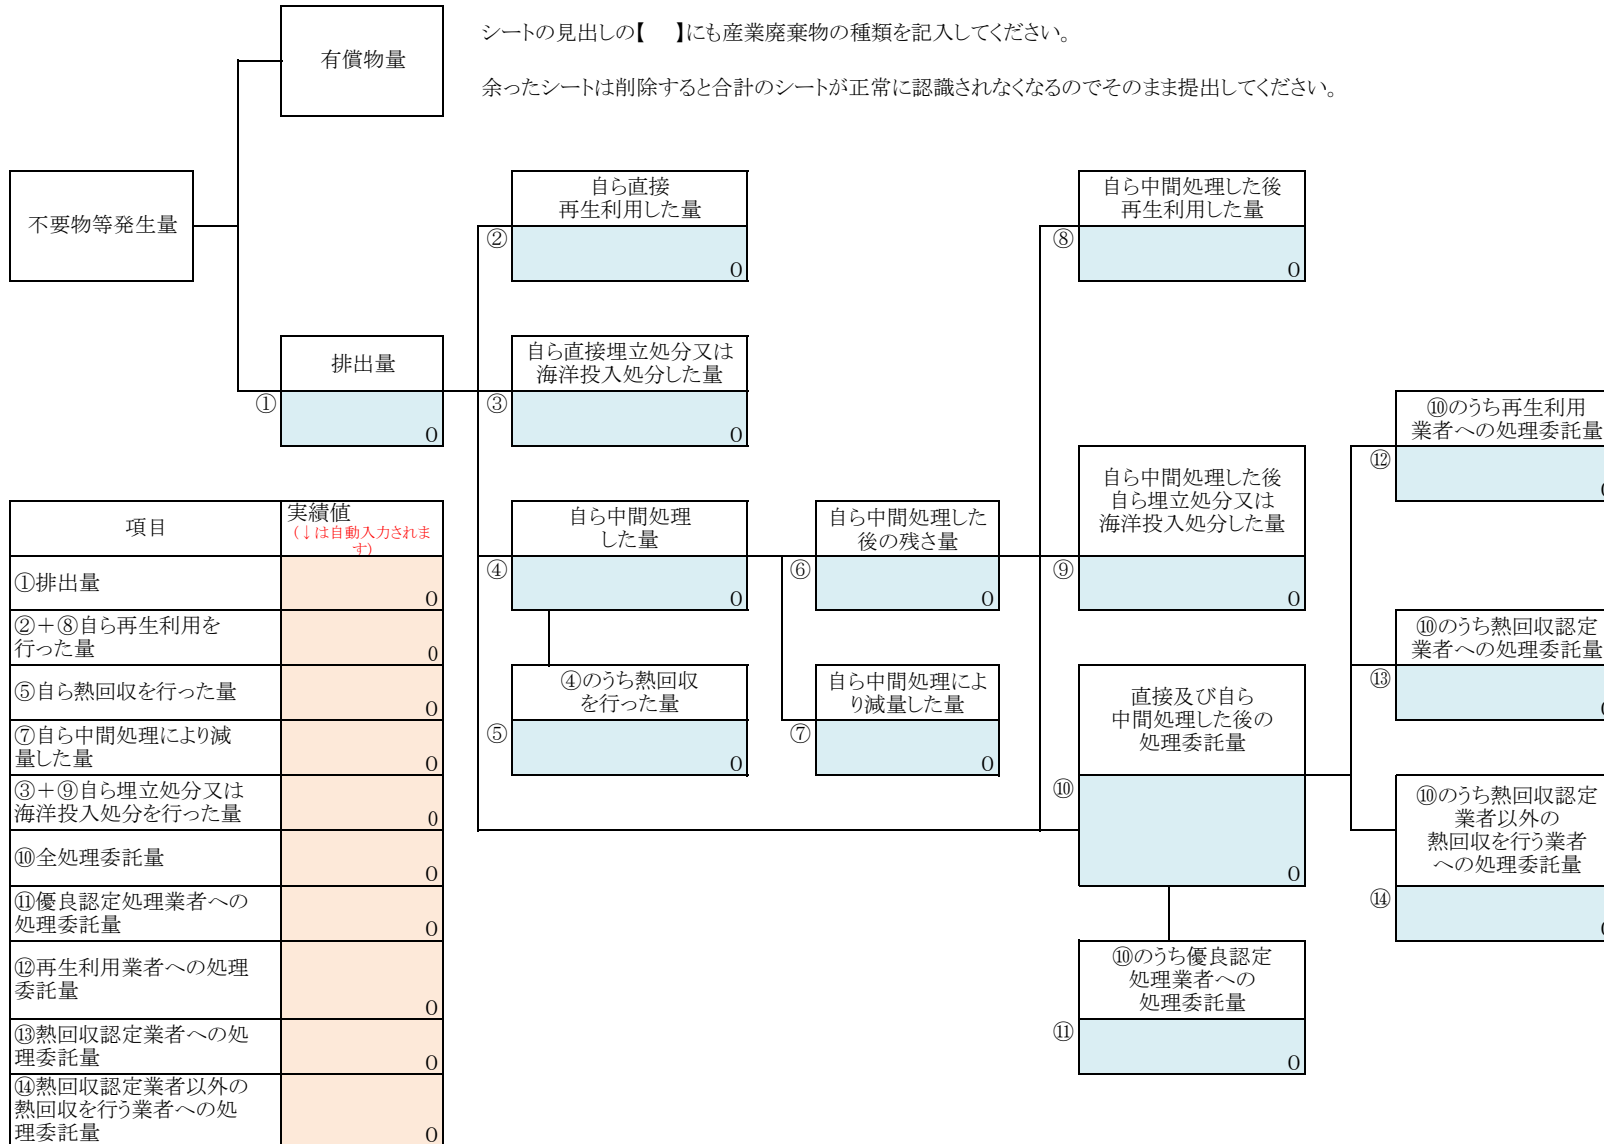 シートの見出しの【　】にも産業廃棄物の種類を記入してください。
余ったシートは削除すると合計のシートが正常に認識されなくなるのでそのまま提出してください。
有償物量
不要物等発生量
排出量
①
0
自ら直接
再生利用した量
②
0
自ら直接埋立処分又は
海洋投入処分した量
③
0
自ら中間処理
した量
④
0
④のうち熱回収
を行った量
⑤
0
自ら中間処理した
後の残さ量
⑥
0
自ら中間処理によ
り減量した量
⑦
0
自ら中間処理した後
再生利用した量
⑧
0
自ら中間処理した後
自ら埋立処分又は
海洋投入処分した量
⑨
0
直接及び自ら
中間処理した後の
処理委託量
⑩
0
⑩のうち優良認定
処理業者への
処理委託量
⑪
0
⑩のうち再生利用
業者への処理委託量
⑫
⑩のうち熱回収認定
業者への処理委託量
⑬
⑩のうち熱回収認定
業者以外の
熱回収を行う業者
への処理委託量
⑭
項目
実績値
(↓は自動入力されま
す)
①排出量
0
②＋⑧自ら再生利用を
行った量
0
⑤自ら熱回収を行った量
0
⑦自ら中間処理により減
量した量
0
③＋⑨自ら埋立処分又は
海洋投入処分を行った量
0
⑩全処理委託量
0
⑪優良認定処理業者への
処理委託量
0
⑫再生利用業者への処理
委託量
0
⑬熱回収認定業者への処
理委託量
0
⑭熱回収認定業者以外の
熱回収を行う業者への処
理委託量
0